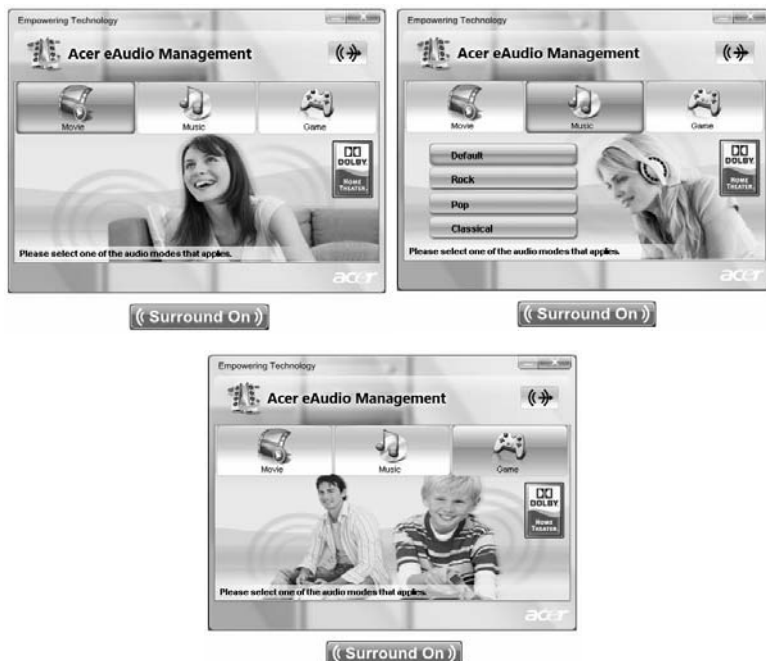 Empowering Technology
Acer eAudio Management
Movie Music Game
DOLBY
HOME THEATER
Please select one of the audio modes that applies.
acer
Surround On
Empowering Technology
Acer eAudio Management
Movie Music Game
Default
Rock
Pop
Classical
DOLBY
HOME THEATER
Please select one of the audio modes that applies.
acer
Surround On
Empowering Technology
Acer eAudio Management
Movie Music Game
DOLBY
HOME THEATER
Please select one of the audio modes that applies.
acer
Surround On